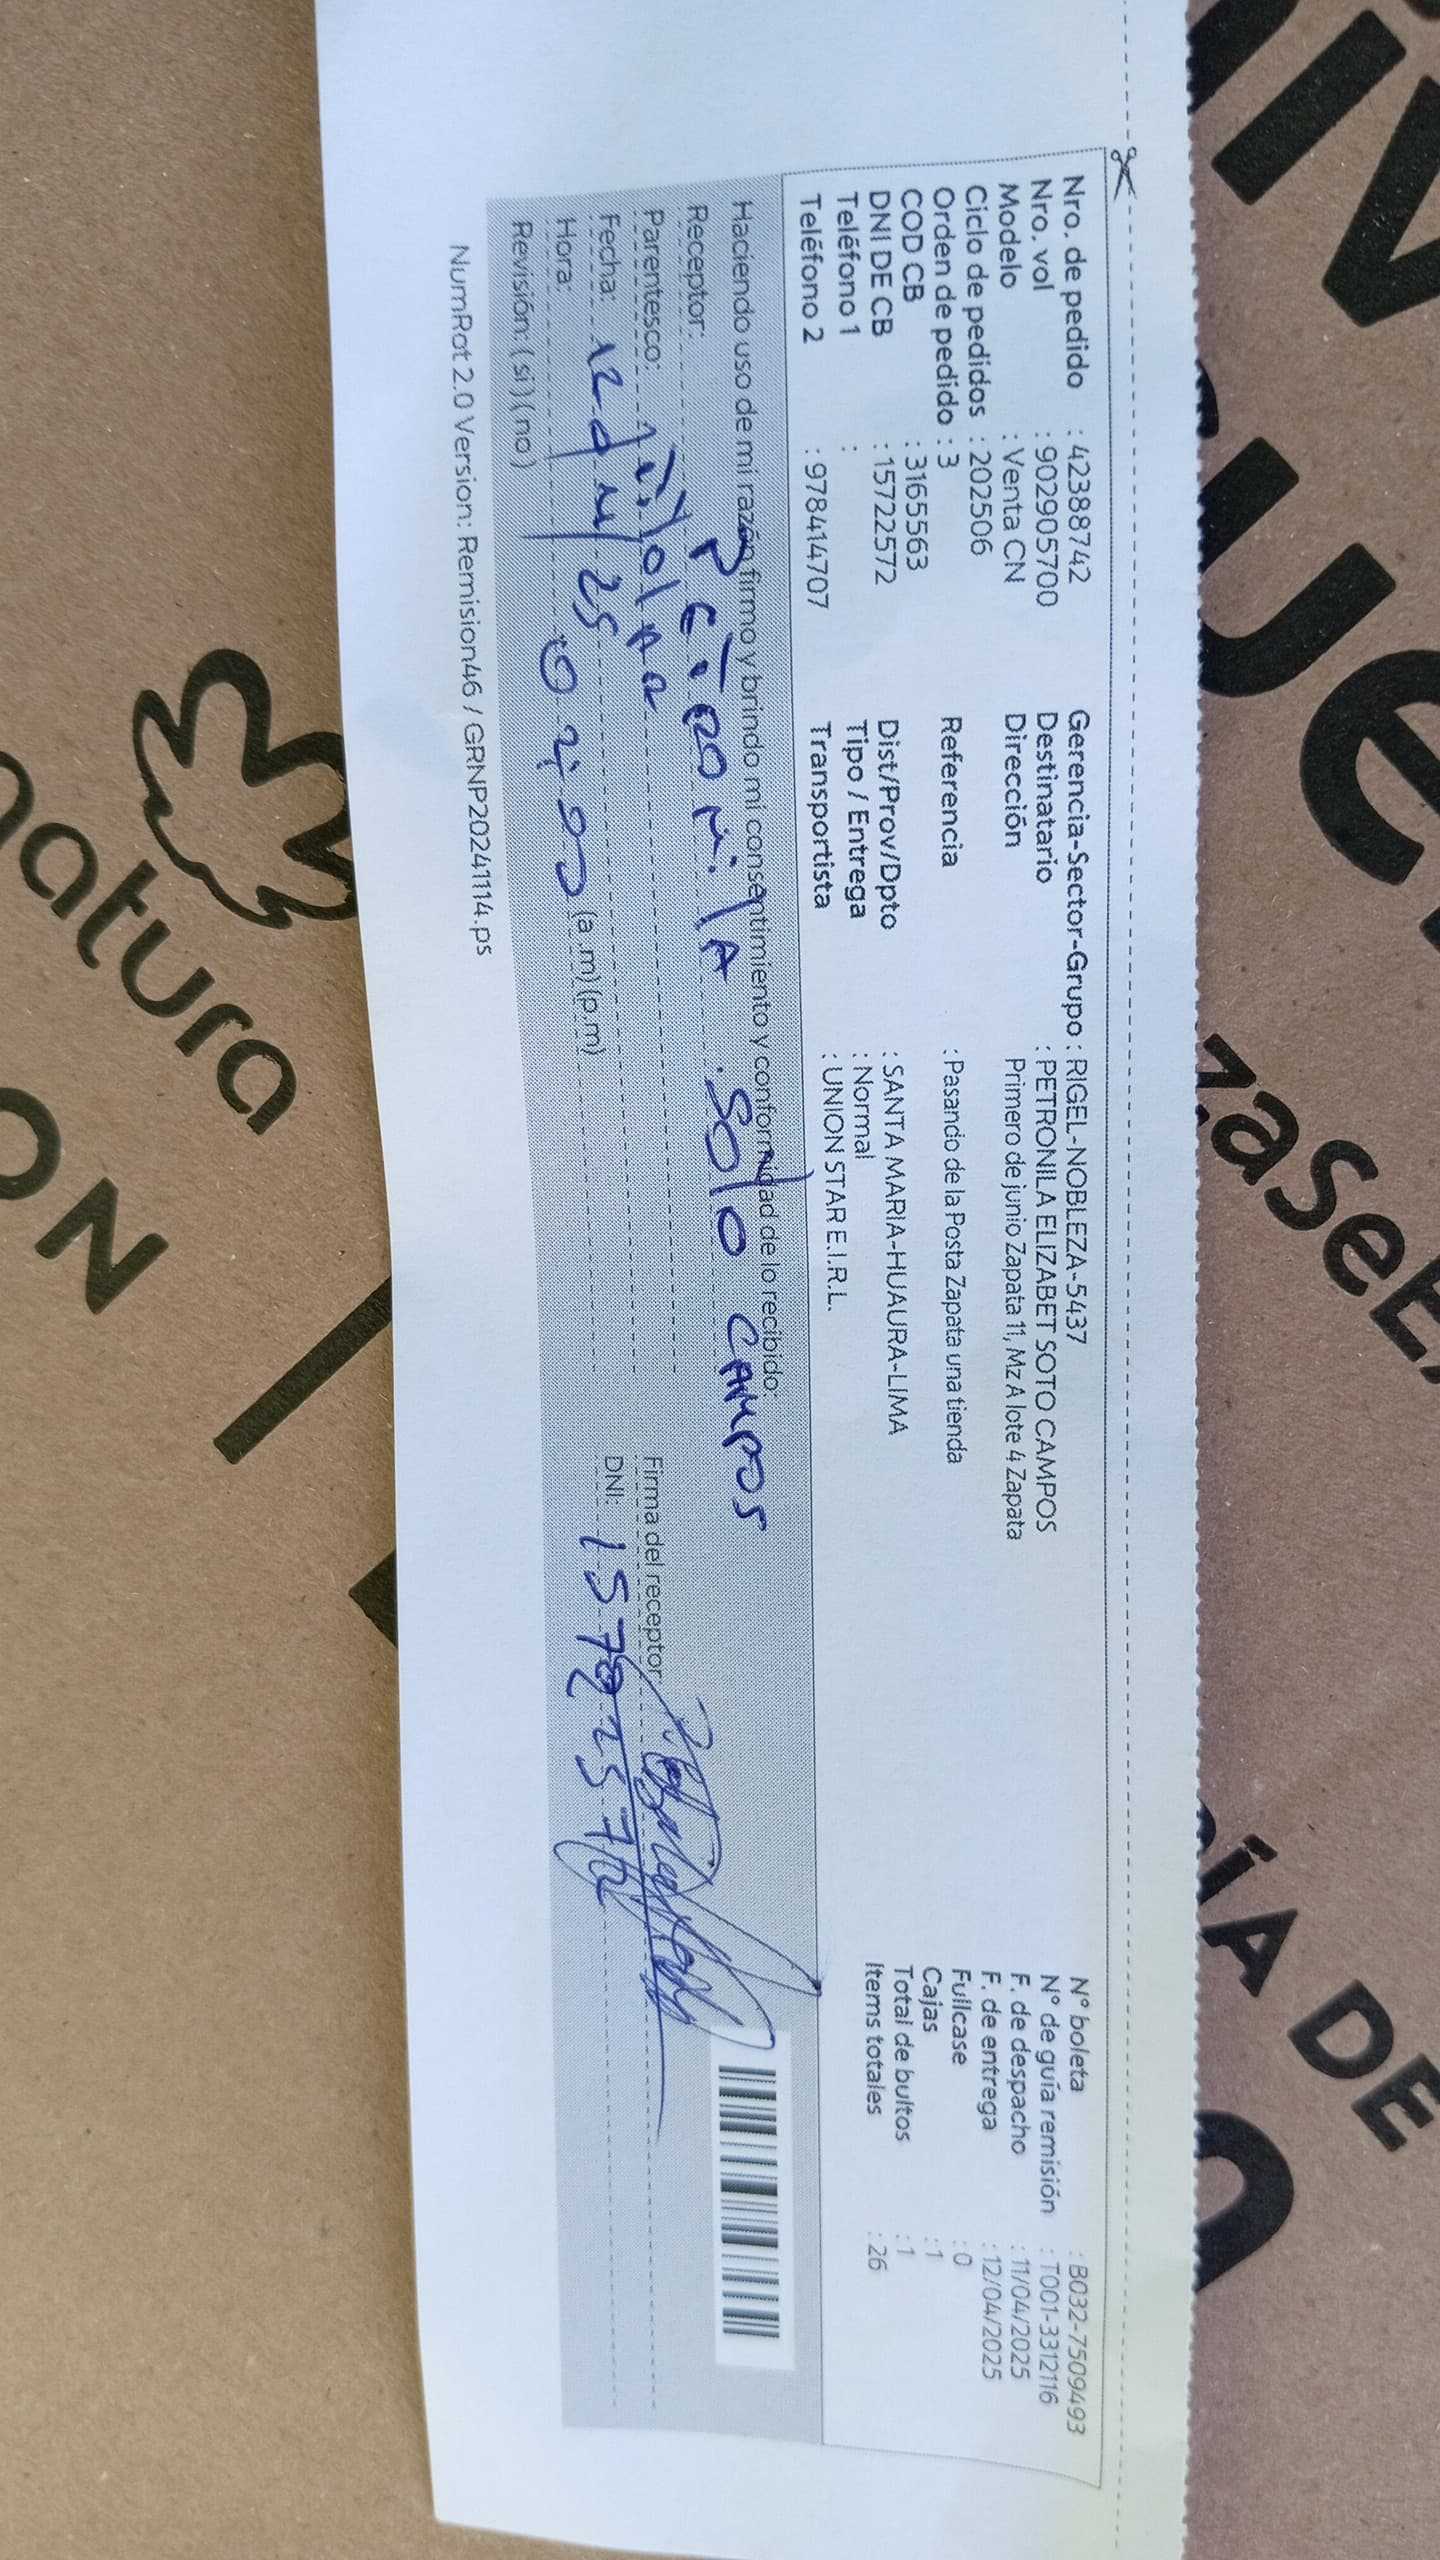 Nro. de pedido : 42388742
Nro. vol : 902905700
Modelo : Venta CN
Ciclo de pedidos : 202506
Orden de pedido : 3
COD CB : 3165563
DNI DE CB : 15722572
Teléfono 1 :
Teléfono 2 : 978414707
Gerencia-Sector-Grupo : RIGEL-NOBLEZA-5437
Destinatario : PETRONILA ELIZABET SOTO CAMPOS
Dirección Primero de junio Zapata 11, Mz A lote 4 Zapata
Referencia : Pasando de la Posta Zapata una tienda
Dist/Prov/Dpto : SANTA MARIA-HUAURA-LIMA
Tipo / Entrega : Normal
Transportista : UNION STAR E.I.R.L.
N° boleta : B032-7509493
N° de guía remisión : T001-3312116
F. de despacho : 11/04/2025
F. de entrega : 12/04/2025
Fullcase : 0
Cajas : 1
Total de bultos : 1
Items totales : 26
Haciendo uso de mi razón firmo y brindo mi consentimiento y conformidad de lo recibido:
Receptor: PETRONILA SOTO CAMPOS
Parentesco: Titular
Fecha:
Hora: (a.m) (p.m)
Revisión: (si) (no)
Firma del receptor:
DNI: 15722572
NumRot 2.0 Version: Remision46 / GRNP20241114.ps
natura